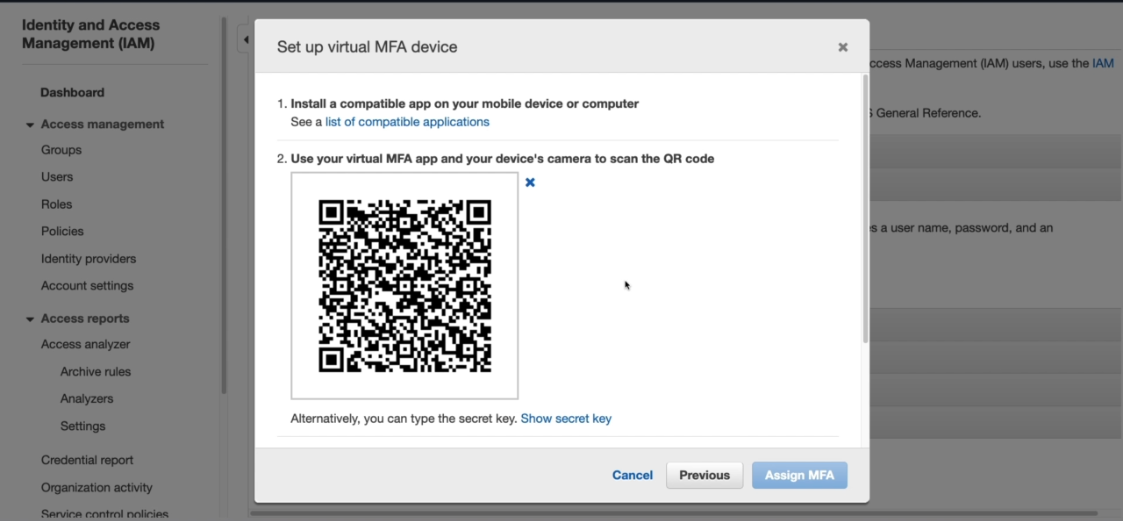 Identity and Access
Management (IAM)
Dashboard
Access management
Groups
Users
Roles
Policies
Identity providers
Account settings
Access reports
Access analyzer
Archive rules
Analyzers
Settings
Credential report
Organization activity
Service control policies
Set up virtual MFA device
1. Install a compatible app on your mobile device or computer
See a list of compatible applications
2. Use your virtual MFA app and your device's camera to scan the QR code
Alternatively, you can type the secret key. Show secret key
Cancel
Previous
Assign MFA
ccess Management (IAM) users, use the IAM
General Reference.
s a user name, password, and an